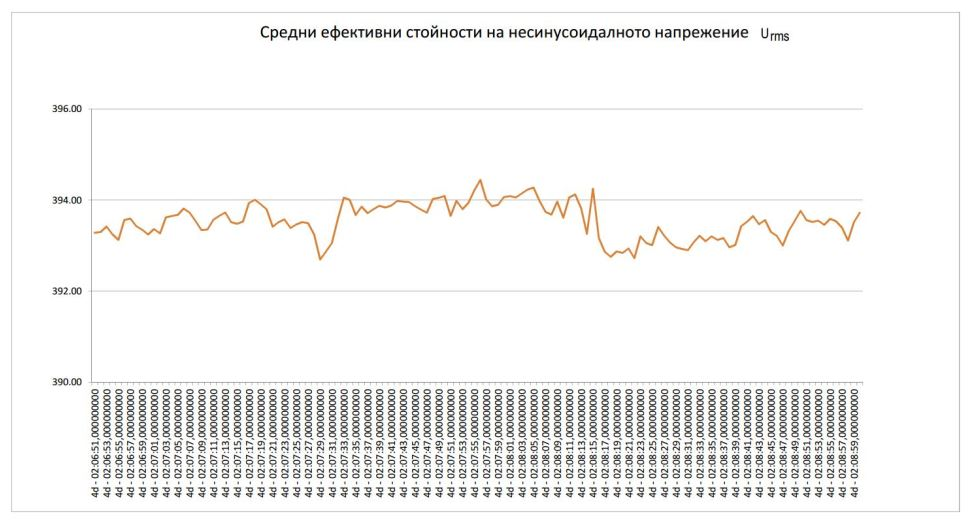 Средни ефективни стойности на несинусоидалното напрежение Urms
396.00
394.00
392.00
390.00
4d - 02:06:51,000000000
4d - 02:06:53,000000000
4d - 02:06:55,000000000
4d - 02:06:57,000000000
4d - 02:06:59,000000000
4d - 02:07:01,000000000
4d - 02:07:03,000000000
4d - 02:07:05,000000000
4d - 02:07:07,000000000
4d - 02:07:09,000000000
4d - 02:07:11,000000000
4d - 02:07:13,000000000
4d - 02:07:15,000000000
4d - 02:07:17,000000000
4d - 02:07:19,000000000
4d - 02:07:21,000000000
4d - 02:07:23,000000000
4d - 02:07:25,000000000
4d - 02:07:27,000000000
4d - 02:07:29,000000000
4d - 02:07:31,000000000
4d - 02:07:33,000000000
4d - 02:07:35,000000000
4d - 02:07:37,000000000
4d - 02:07:39,000000000
4d - 02:07:41,000000000
4d - 02:07:43,000000000
4d - 02:07:45,000000000
4d - 02:07:47,000000000
4d - 02:07:49,000000000
4d - 02:07:51,000000000
4d - 02:07:53,000000000
4d - 02:07:55,000000000
4d - 02:07:57,000000000
4d - 02:07:59,000000000
4d - 02:08:01,000000000
4d - 02:08:03,000000000
4d - 02:08:05,000000000
4d - 02:08:07,000000000
4d - 02:08:09,000000000
4d - 02:08:11,000000000
4d - 02:08:13,000000000
4d - 02:08:15,000000000
4d - 02:08:17,000000000
4d - 02:08:19,000000000
4d - 02:08:21,000000000
4d - 02:08:23,000000000
4d - 02:08:25,000000000
4d - 02:08:27,000000000
4d - 02:08:29,000000000
4d - 02:08:31,000000000
4d - 02:08:33,000000000
4d - 02:08:35,000000000
4d - 02:08:37,000000000
4d - 02:08:39,000000000
4d - 02:08:41,000000000
4d - 02:08:43,000000000
4d - 02:08:45,000000000
4d - 02:08:47,000000000
4d - 02:08:49,000000000
4d - 02:08:51,000000000
4d - 02:08:53,000000000
4d - 02:08:55,000000000
4d - 02:08:57,000000000
4d - 02:08:59,000000000